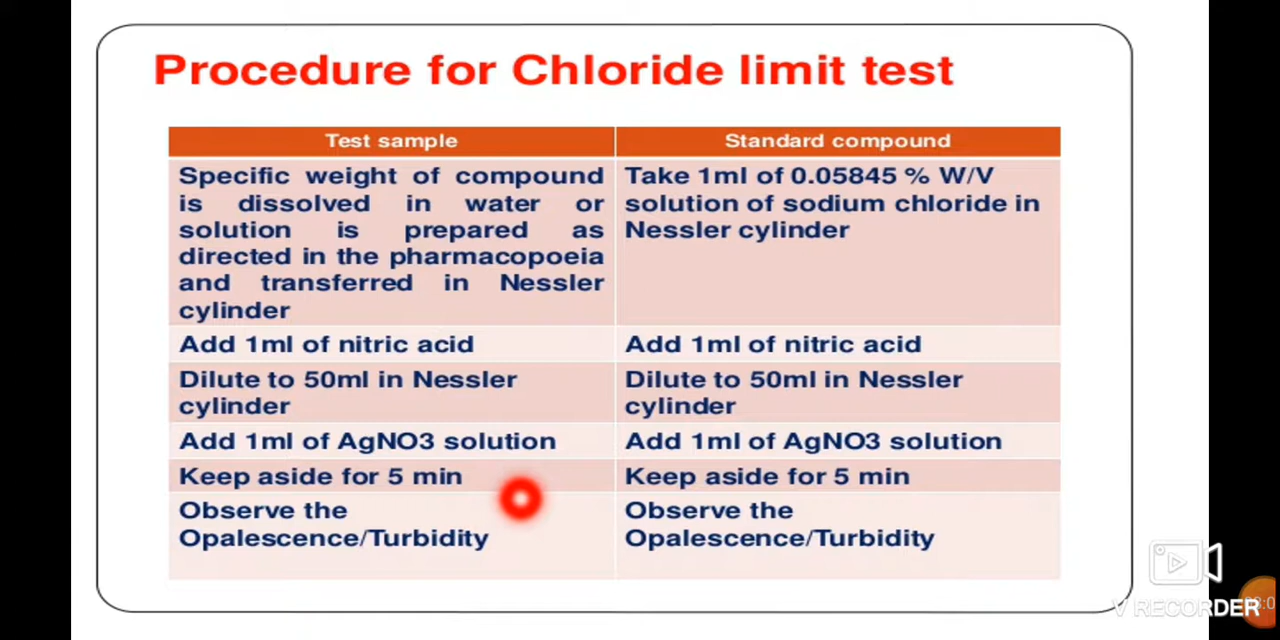 Procedure for Chloride limit test
Test sample
Standard compound
Specific weight of compound
is dissolved in water or
solution is prepared as
directed in the pharmacopoeia
and transferred in Nessler
cylinder
Take 1ml of 0.05845 % W/V
solution of sodium chloride in
Nessler cylinder
Add 1ml of nitric acid
Add 1ml of nitric acid
Dilute to 50ml in Nessler
cylinder
Dilute to 50ml in Nessler
cylinder
Add 1ml of AgNO3 solution
Add 1ml of AgNO3 solution
Keep aside for 5 min
Keep aside for 5 min
Observe the
Opalescence/Turbidity
Observe the
Opalescence/Turbidity
V RECORDER